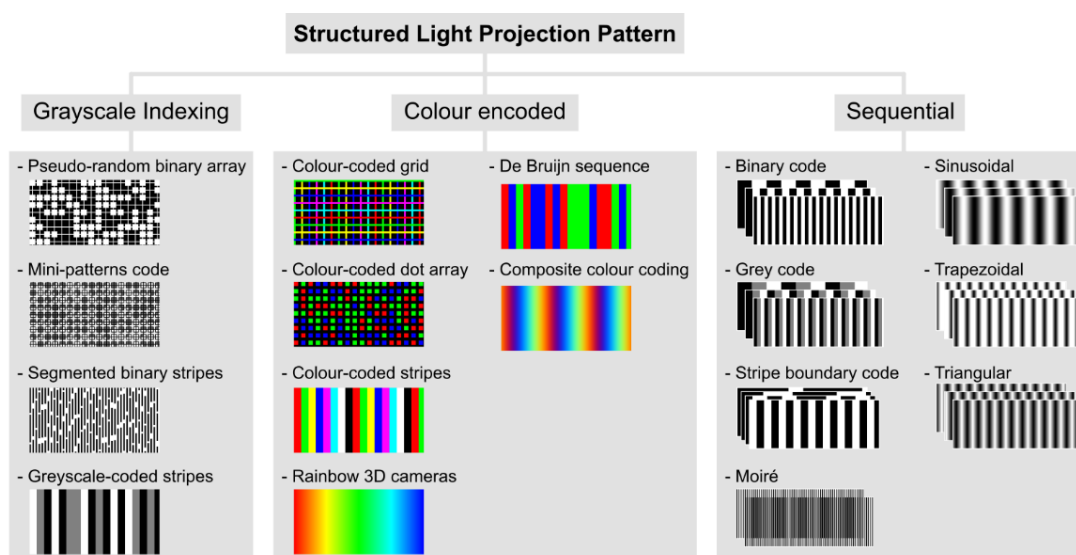 Structured Light Projection Pattern
Grayscale Indexing
- Pseudo-random binary array
- Mini-patterns code
- Segmented binary stripes
- Greyscale-coded stripes
Colour encoded
- Colour-coded grid
- Colour-coded dot array
- Colour-coded stripes
- Rainbow 3D cameras
- De Bruijn sequence
- Composite colour coding
Sequential
- Binary code
- Grey code
- Stripe boundary code
- Moiré
- Sinusoidal
- Trapezoidal
- Triangular